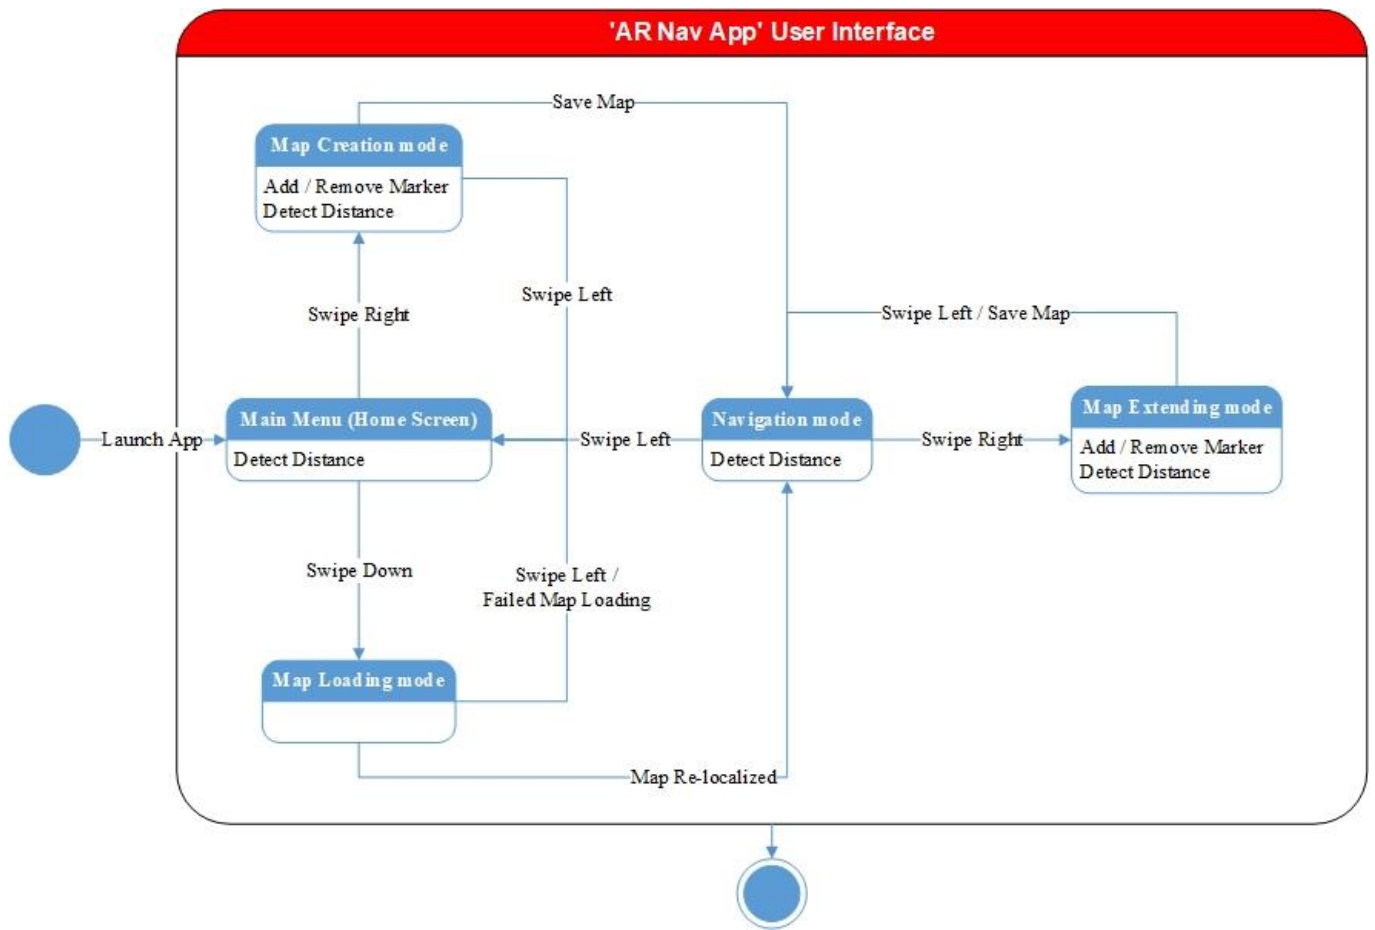 'AR Nav App' User Interface
Save Map
Map Creation mode
Add / Remove Marker
Detect Distance
Swipe Left
Swipe Right
Swipe Left / Save Map
Launch App
Main Menu (Home Screen)
Detect Distance
Swipe Left
Navigation mode
Detect Distance
Swipe Right
Map Extending mode
Add / Remove Marker
Detect Distance
Swipe Down
Swipe Left /
Failed Map Loading
Map Loading mode
Map Re-localized